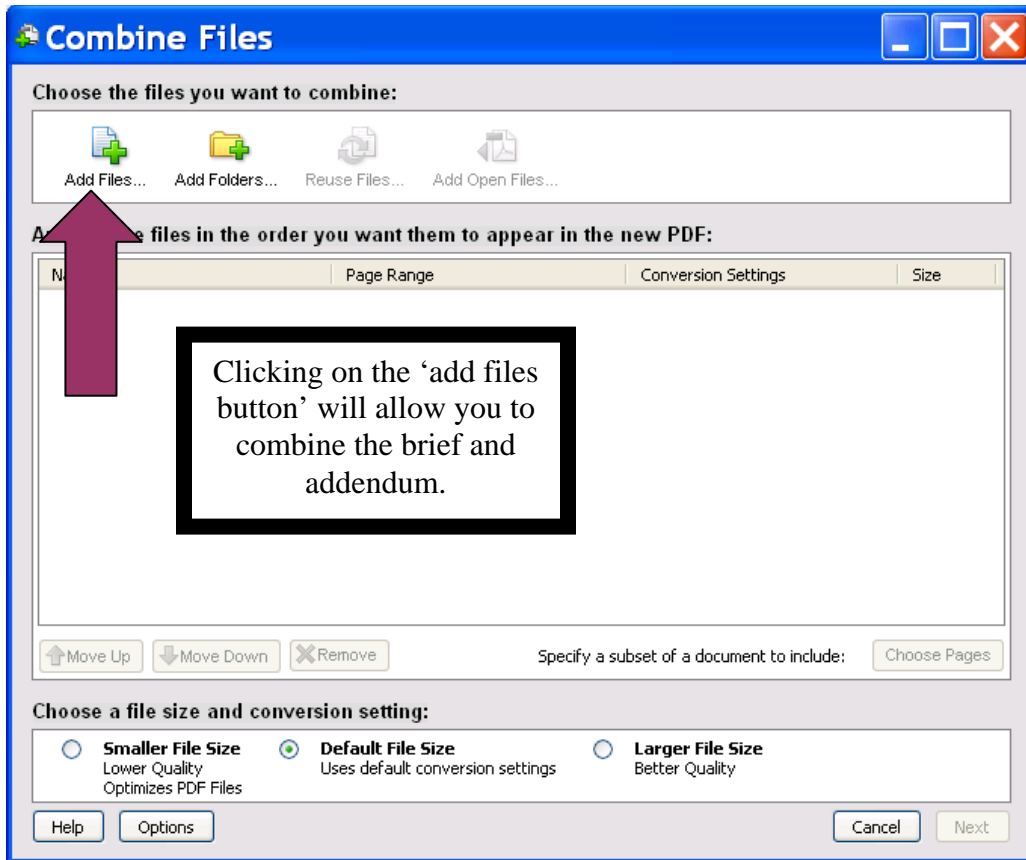 Combine Files
Choose the files you want to combine:
Add Files... Add Folders... Reuse Files... Add Open Files...
files in the order you want them to appear in the new PDF:
Page Range Conversion Settings Size
Clicking on the ‘add files
button’ will allow you to
combine the brief and
addendum.
Move Up Move Down Remove Specify a subset of a document to include: Choose Pages
Choose a file size and conversion setting:
Smaller File Size Default File Size Larger File Size
Lower Quality Uses default conversion settings Better Quality
Optimizes PDF Files
Help Options Cancel Next